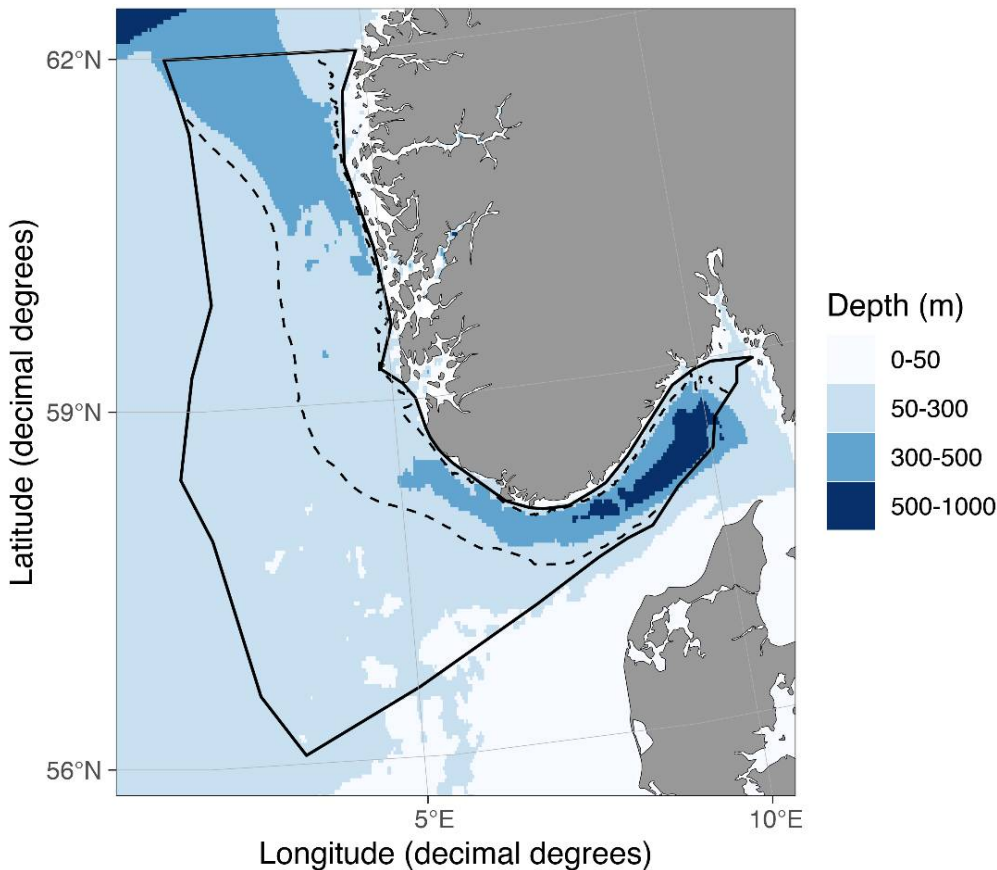 62°N
59°N
56°N
5°E
10°E
Latitude (decimal degrees)
Longitude (decimal degrees)
Depth (m)
0-50
50-300
300-500
500-1000